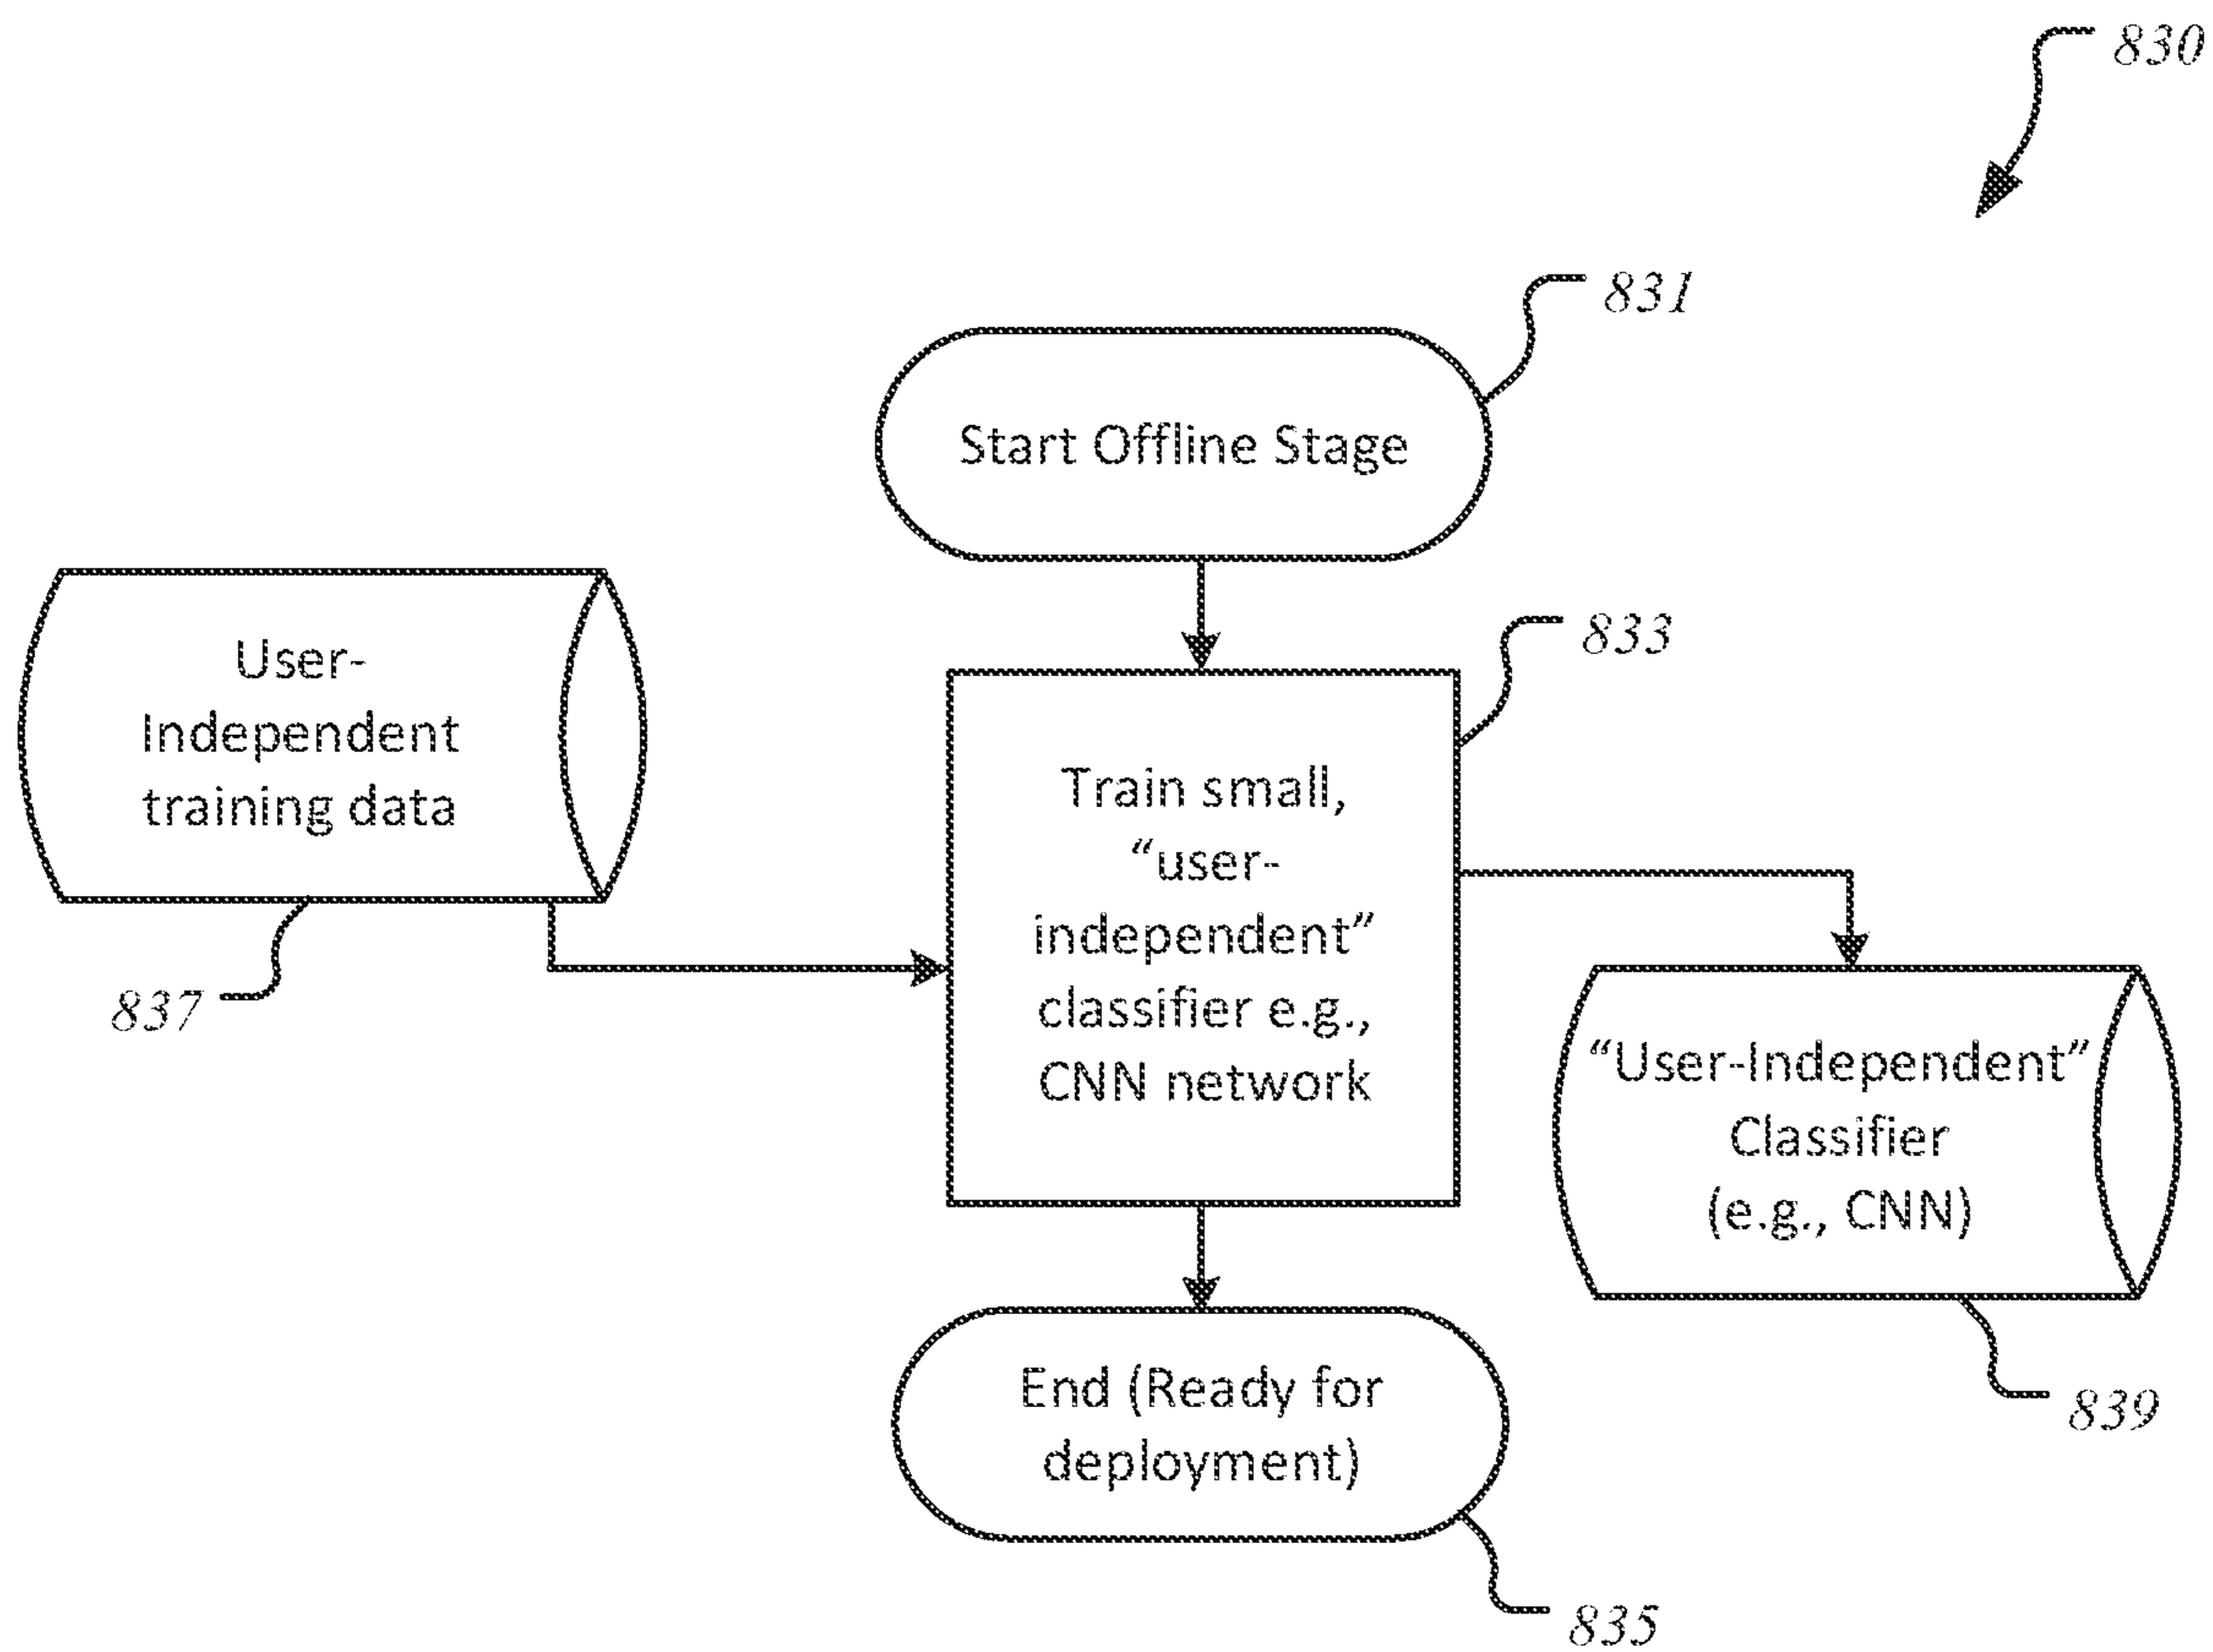 830
831
Start Offline Stage
833
User-
Independent
training data
837
Train small,
“user-
independent”
classifier e.g.,
CNN network
“User-Independent”
Classifier
(e.g., CNN)
839
End (Ready for
deployment)
835